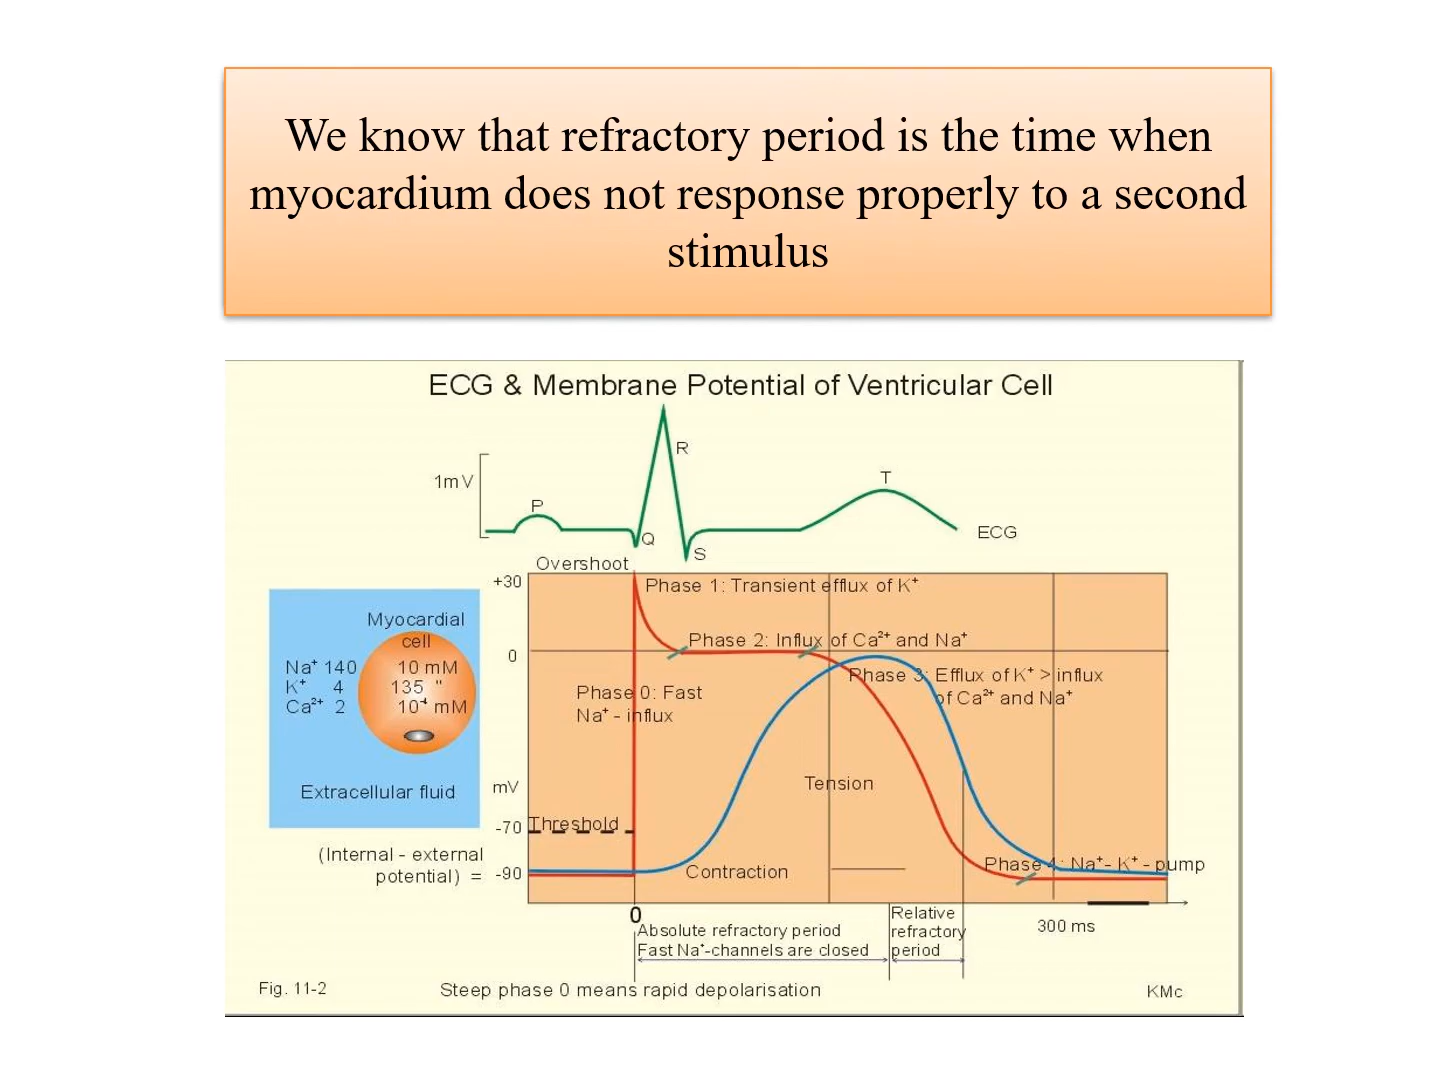 We know that refractory period is the time when
myocardium does not response properly to a second
stimulus
ECG & Membrane Potential of Ventricular Cell
R
1mV
T
P
ECG
Q
S
Overshoot
+30
Phase 1: Transient efflux of K⁺
Myocardial
cell
Phase 2: Influx of Ca²⁺ and Na⁺
0
Na⁺ 140 10 mM
K⁺ 4 135 "
Ca²⁺ 2 10⁻⁴ mM
Phase 3: Efflux of K⁺ > influx
of Ca²⁺ and Na⁺
Phase 0: Fast
Na⁺ - influx
Extracellular fluid
mV
Tension
-70
Threshold
(Internal - external
potential) = -90
Contraction
Phase 4: Na⁺- K⁺ - pump
0
Absolute refractory period
Fast Na⁺-channels are closed
Relative
refractory
period
300 ms
Fig. 11-2
Steep phase 0 means rapid depolarisation
KMc